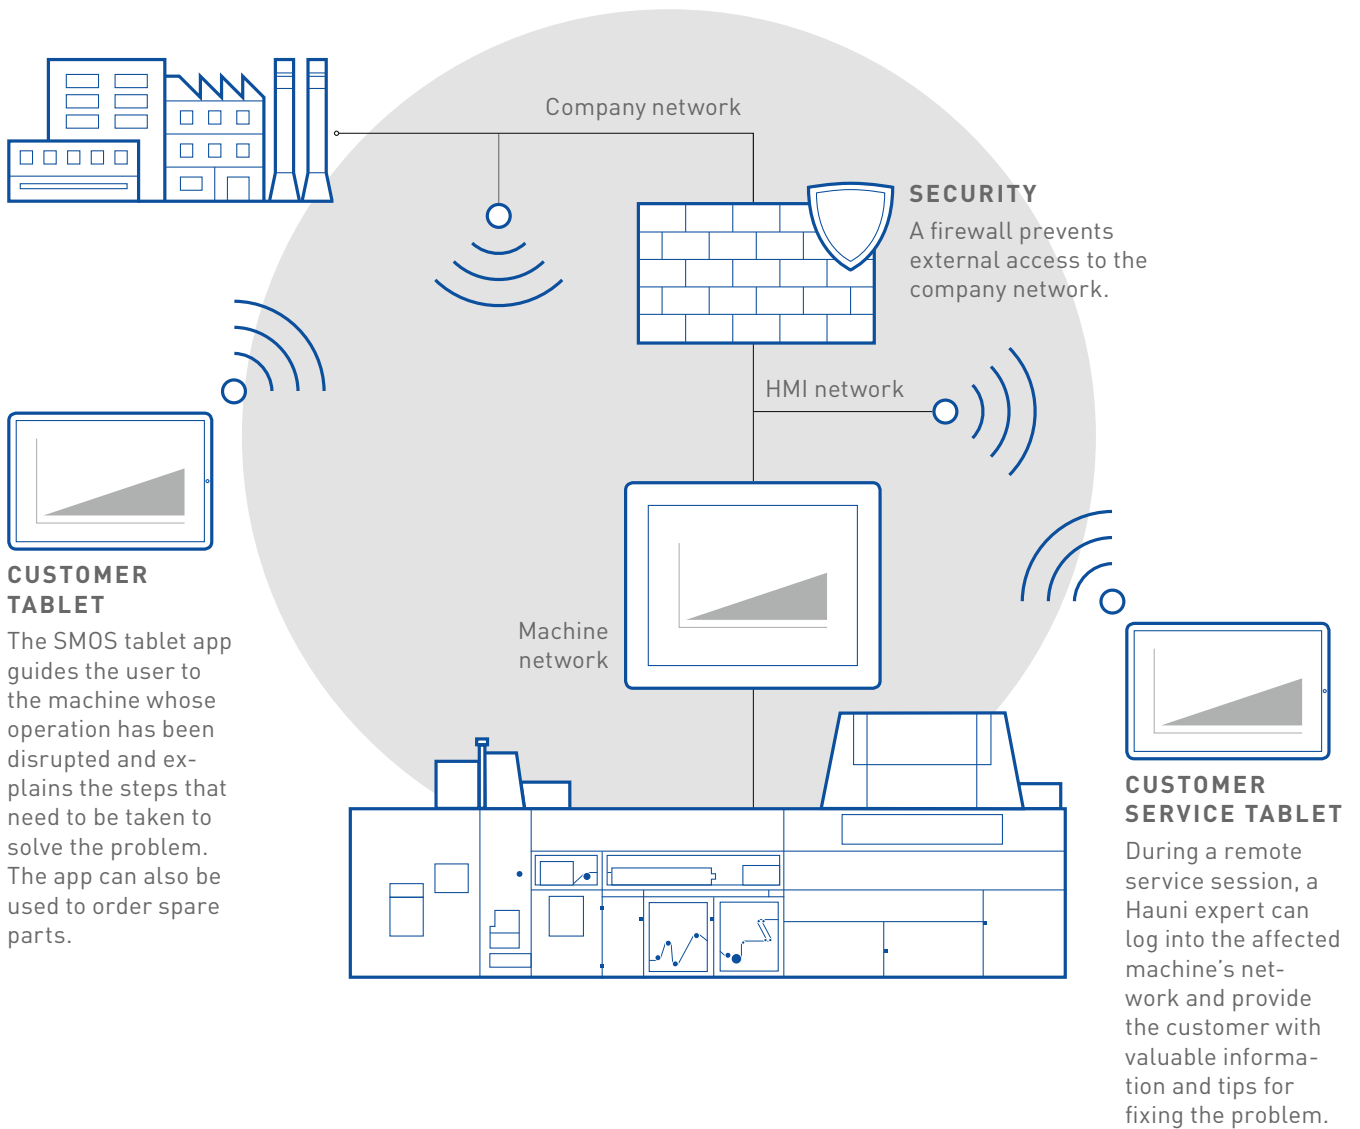 Company network
SECURITY
A firewall prevents
external access to the
company network.
HMI network
Machine
network
CUSTOMER
TABLET
The SMOS tablet app
guides the user to
the machine whose
operation has been
disrupted and ex-
plains the steps that
need to be taken to
solve the problem.
The app can also be
used to order spare
parts.
CUSTOMER
SERVICE TABLET
During a remote
service session, a
Hauni expert can
log into the affected
machine’s net-
work and provide
the customer with
valuable informa-
tion and tips for
fixing the problem.